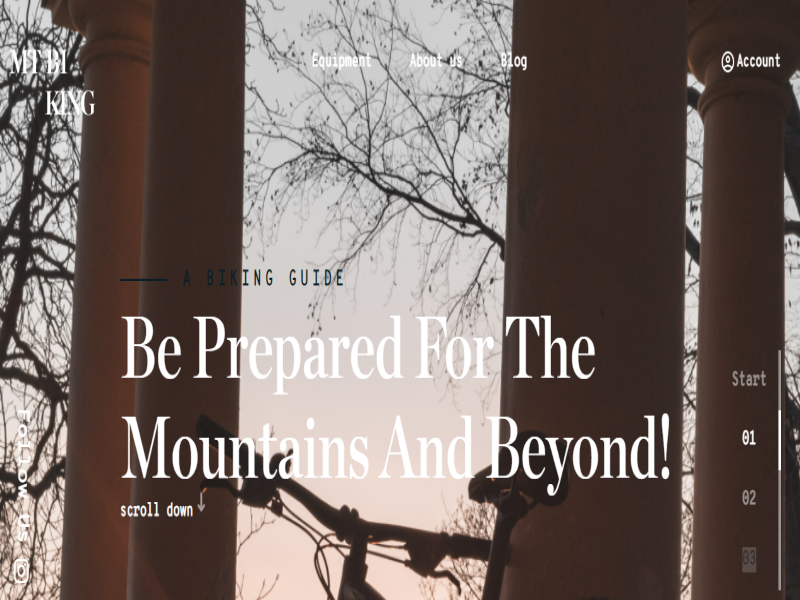 MT BI
KING
Equipment
About us
Blog
Account
A BIKING GUIDE
Be Prepared For The
Mountains And Beyond!
scroll down
Start
01
02
03
Follow Us